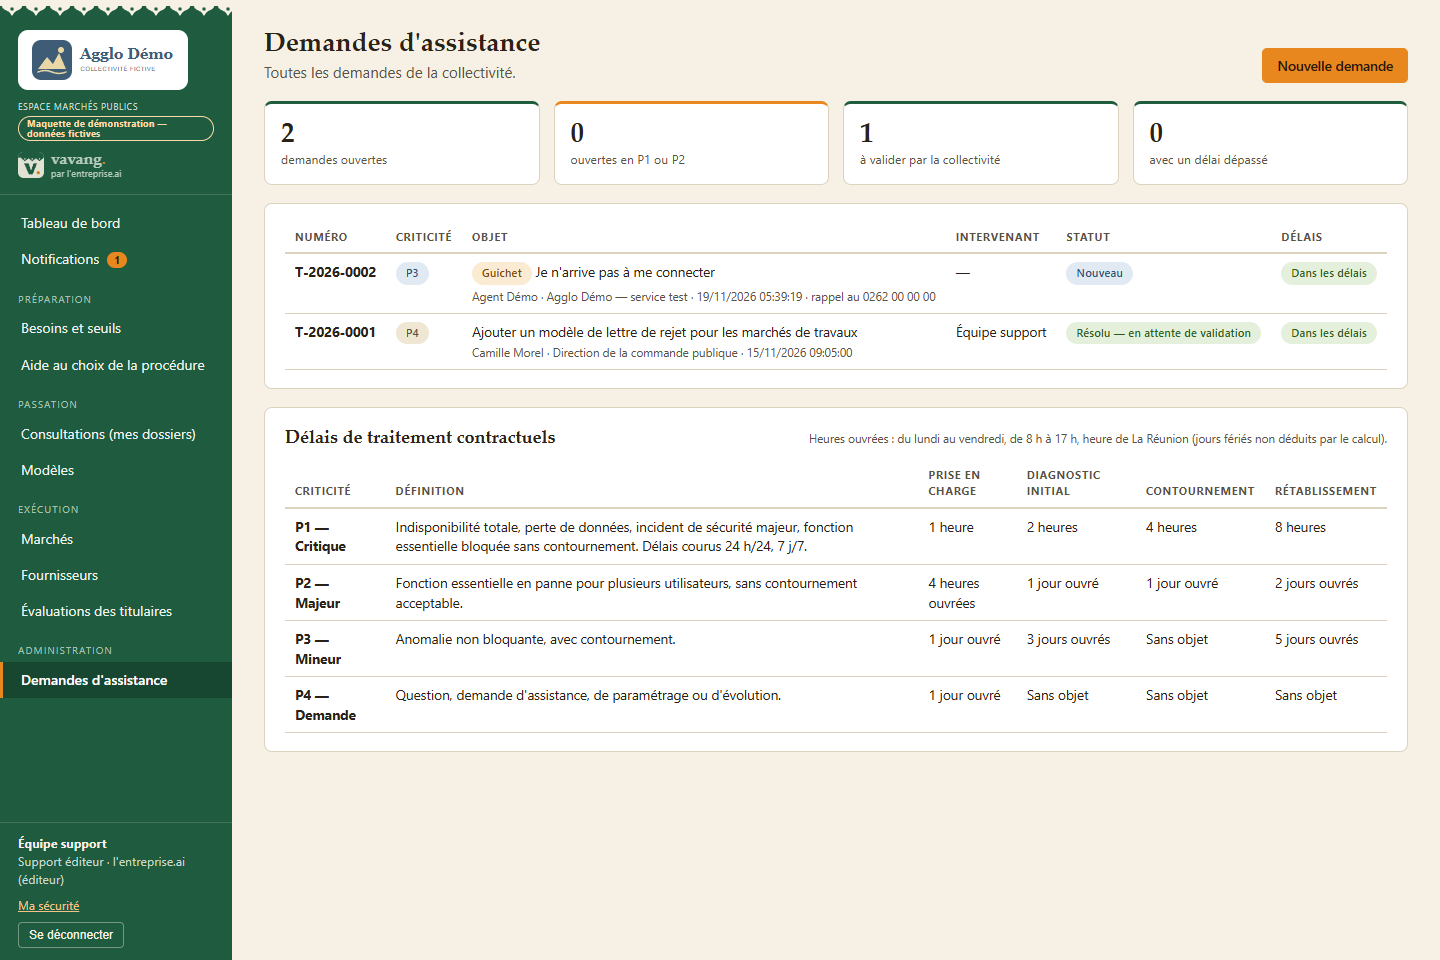 Agglo Démo
COLLECTIVITÉ FICTIVE
ESPACE MARCHÉS PUBLICS
Maquette de démonstration —
données fictives
vavang.
par l'entreprise.ai
Tableau de bord
Notifications 1
PRÉPARATION
Besoins et seuils
Aide au choix de la procédure
PASSATION
Consultations (mes dossiers)
Modèles
EXÉCUTION
Marchés
Fournisseurs
Évaluations des titulaires
ADMINISTRATION
Demandes d'assistance
Équipe support
Support éditeur · l'entreprise.ai
(éditeur)
Ma sécurité
Se déconnecter
Demandes d'assistance
Toutes les demandes de la collectivité.
Nouvelle demande
2
demandes ouvertes
0
ouvertes en P1 ou P2
1
à valider par la collectivité
0
avec un délai dépassé
NUMÉRO CRITICITÉ OBJET INTERVENANT STATUT DÉLAIS
T-2026-0002 P3 Guichet Je n'arrive pas à me connecter — Nouveau Dans les délais
Agent Démo · Agglo Démo — service test · 19/11/2026 05:39:19 · rappel au 0262 00 00 00
T-2026-0001 P4 Ajouter un modèle de lettre de rejet pour les marchés de travaux Équipe support Résolu — en attente de validation Dans les délais
Camille Morel · Direction de la commande publique · 15/11/2026 09:05:00
Délais de traitement contractuels
Heures ouvrées : du lundi au vendredi, de 8 h à 17 h, heure de La Réunion (jours fériés non déduits par le calcul).
PRISE EN DIAGNOSTIC
CRITICITÉ DÉFINITION CHARGE INITIAL CONTOURNEMENT RÉTABLISSEMENT
P1 — Indisponibilité totale, perte de données, incident de sécurité majeur, fonction 1 heure 2 heures 4 heures 8 heures
Critique essentielle bloquée sans contournement. Délais courus 24 h/24, 7 j/7.
P2 — Fonction essentielle en panne pour plusieurs utilisateurs, sans contournement 4 heures 1 jour ouvré 1 jour ouvré 2 jours ouvrés
Majeur acceptable. ouvrées
P3 — Anomalie non bloquante, avec contournement. 1 jour ouvré 3 jours ouvrés Sans objet 5 jours ouvrés
Mineur
P4 — Question, demande d'assistance, de paramétrage ou d'évolution. 1 jour ouvré Sans objet Sans objet Sans objet
Demande